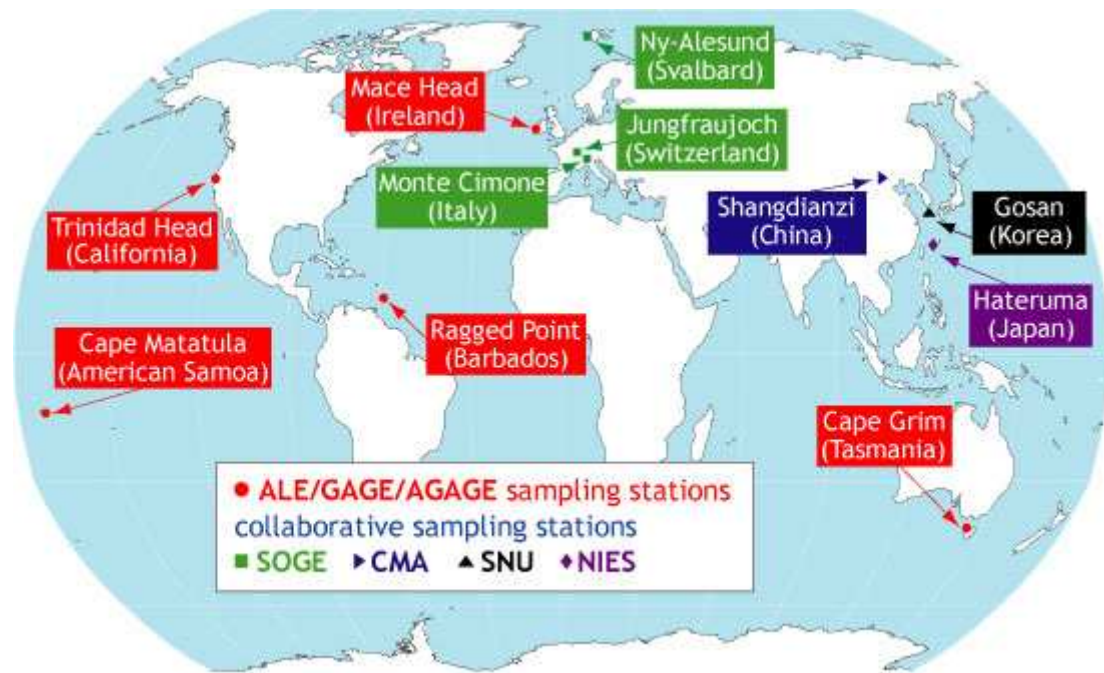 Ny-Alesund
(Svalbard)
Mace Head
(Ireland)
Jungfraujoch
(Switzerland)
Monte Cimone
(Italy)
Shangdianzi
(China)
Gosan
(Korea)
Trinidad Head
(California)
Hateruma
(Japan)
Cape Matatula
(American Samoa)
Ragged Point
(Barbados)
Cape Grim
(Tasmania)
ALE/GAGE/AGAGE sampling stations
collaborative sampling stations
SOGE CMA SNU NIES